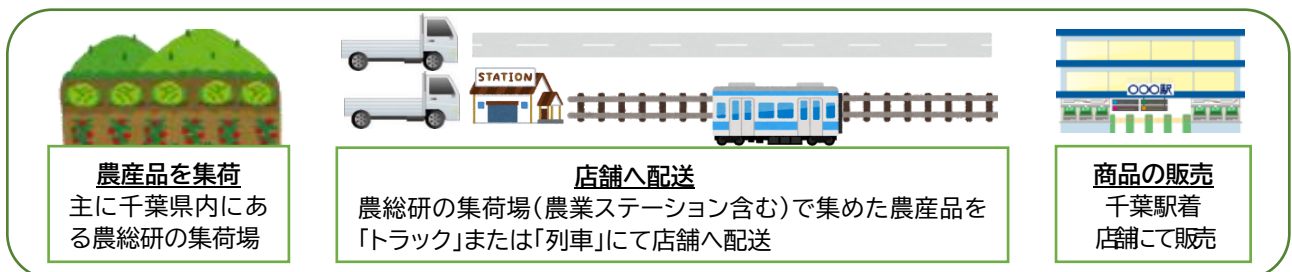 STATION
〇〇〇駅
農産品を集荷
主に千葉県内にあ
る農総研の集荷場
店舗へ配送
農総研の集荷場(農業ステーション含む)で集めた農産品を
「トラック」または「列車」にて店舗へ配送
商品の販売
千葉駅着
店舗にて販売